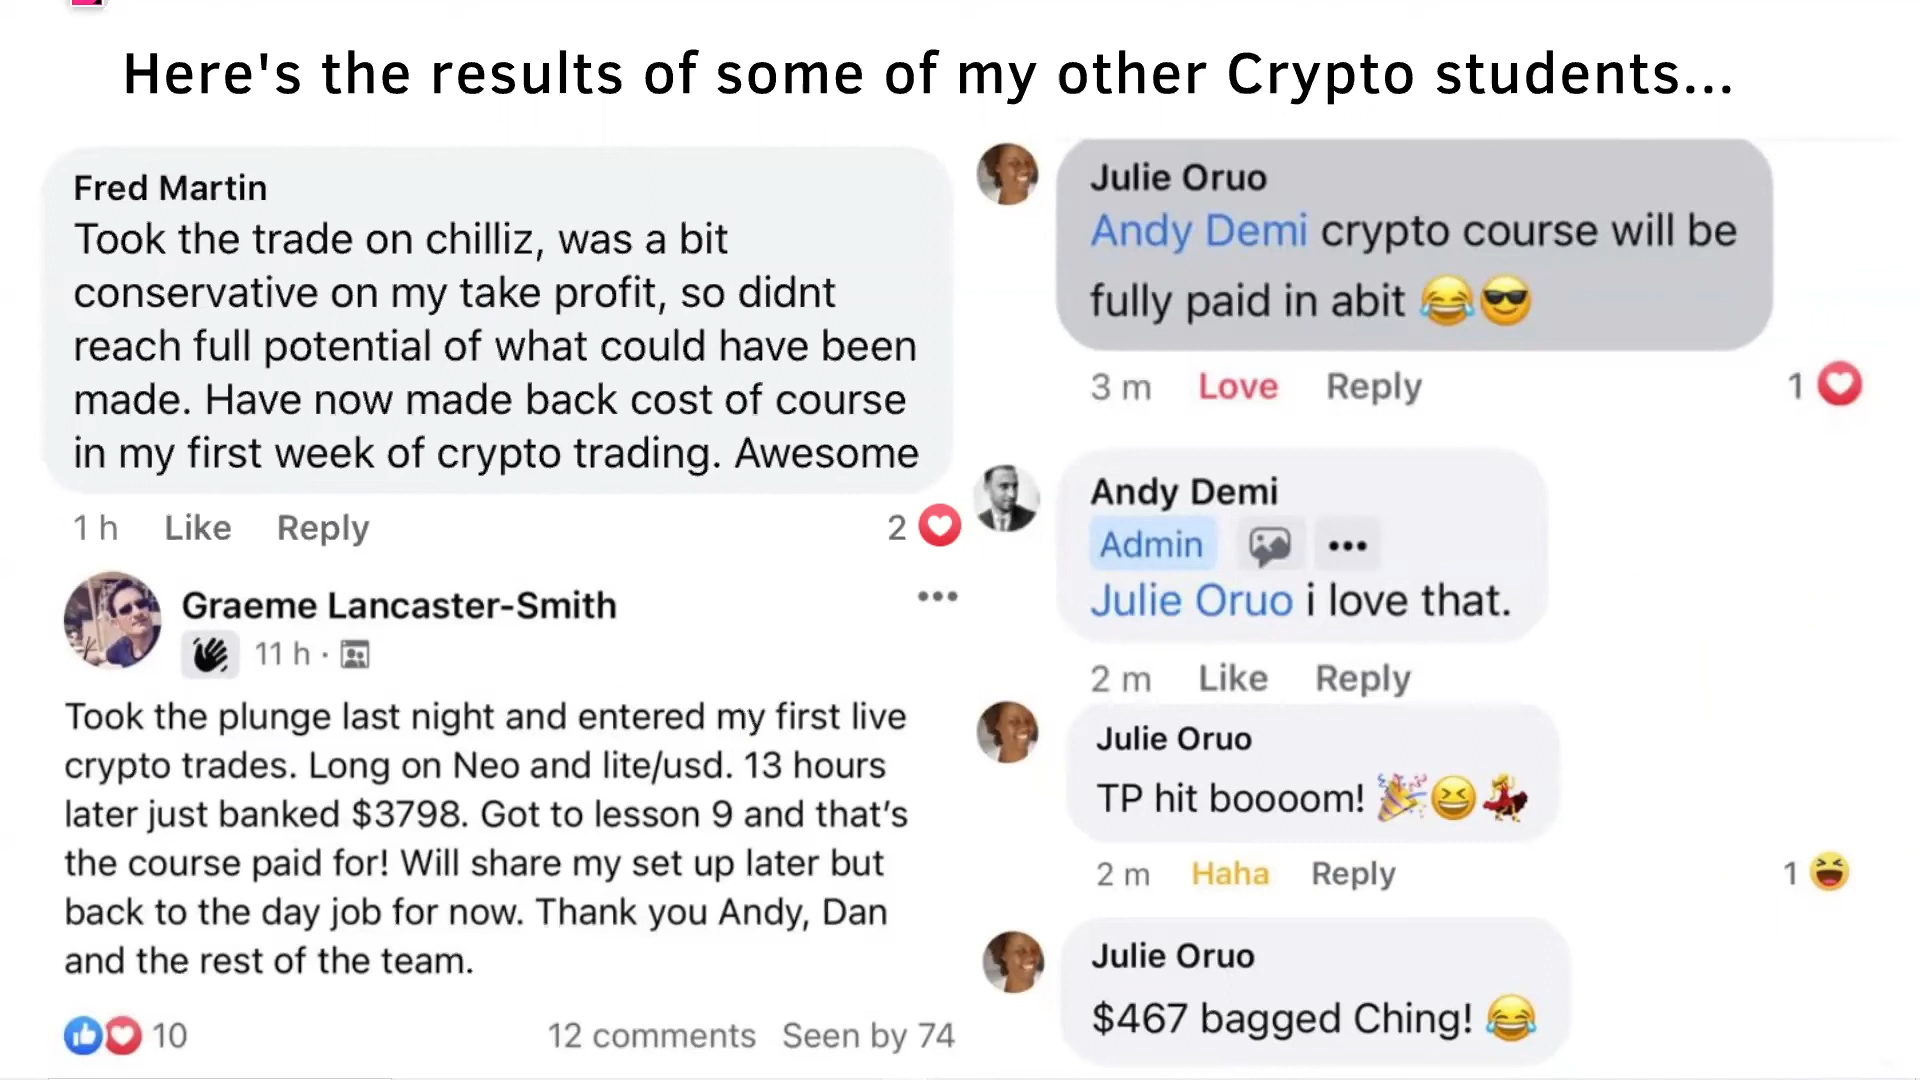 Here's the results of some of my other Crypto students...
Fred Martin
Took the trade on chilliz, was a bit
conservative on my take profit, so didnt
reach full potential of what could have been
made. Have now made back cost of course
in my first week of crypto trading. Awesome
1 h Like Reply 2
Graeme Lancaster-Smith
11 h ·
Took the plunge last night and entered my first live
crypto trades. Long on Neo and lite/usd. 13 hours
later just banked $3798. Got to lesson 9 and that's
the course paid for! Will share my set up later but
back to the day job for now. Thank you Andy, Dan
and the rest of the team.
10 12 comments Seen by 74
Julie Oruo
Andy Demi crypto course will be
fully paid in abit 😂😎
3 m Love Reply 1
Andy Demi
Admin
Julie Oruo i love that.
2 m Like Reply
Julie Oruo
TP hit boooom! 🎉😆💃
2 m Haha Reply 1
Julie Oruo
$467 bagged Ching! 😂